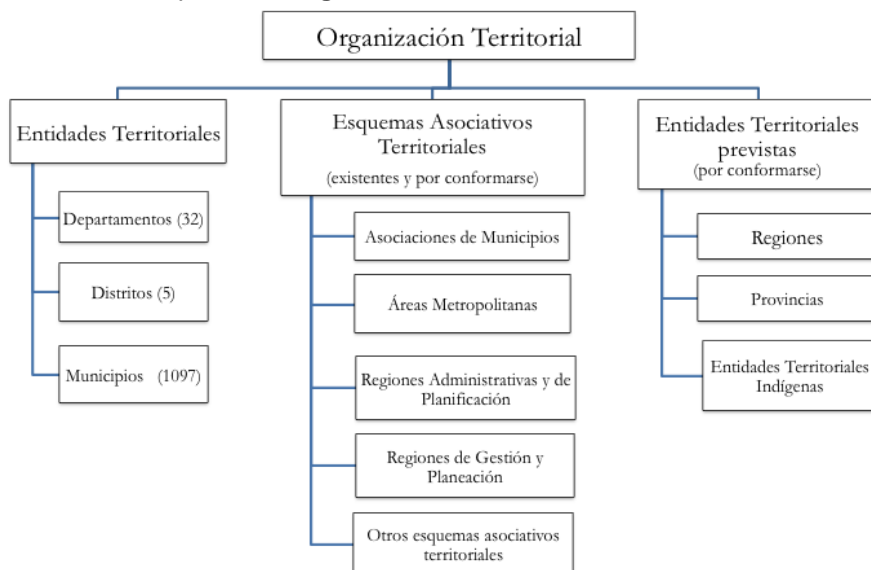 Organización Territorial
Entidades Territoriales
Departamentos (32)
Distritos (5)
Municipios (1097)
Esquemas Asociativos
Territoriales
(existentes y por conformarse)
Asociaciones de Municipios
Áreas Metropolitanas
Regiones Administrativas y de
Planificación
Regiones de Gestión y
Planeación
Otros esquemas asociativos
territoriales
Entidades Territoriales
previstas
(por conformarse)
Regiones
Provincias
Entidades Territoriales
Indígenas